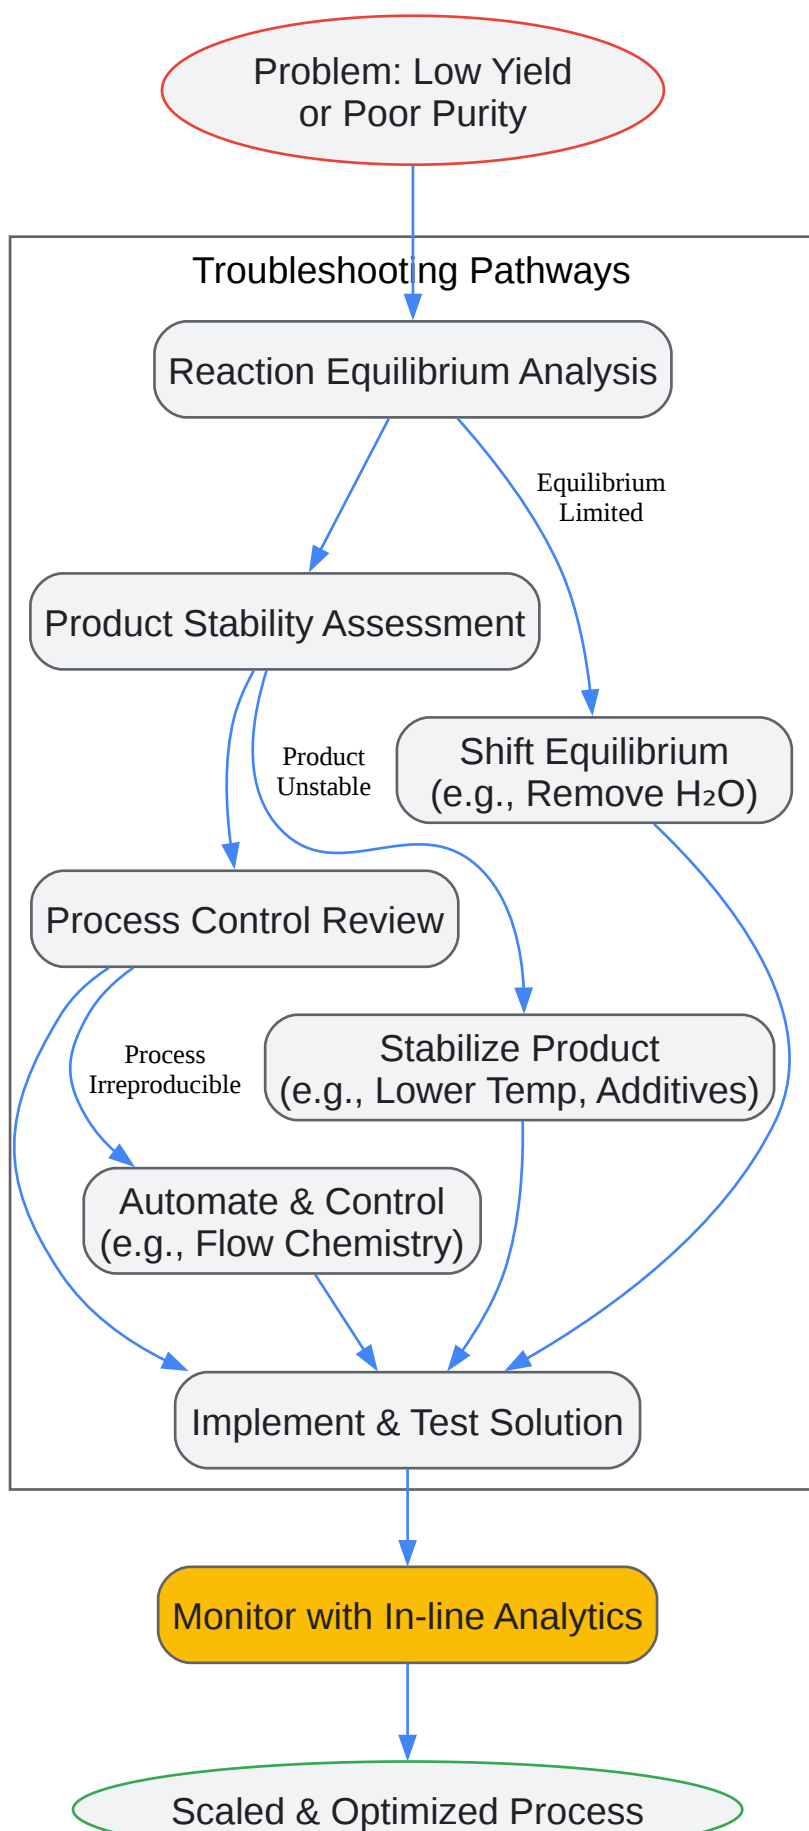 Problem: Low Yield
or Poor Purity
Troubleshooting Pathways
Reaction Equilibrium Analysis
Equilibrium
Limited
Product Stability Assessment
Product
Unstable
Shift Equilibrium
(e.g., Remove H₂O)
Process Control Review
Process
Irreproducible
Stabilize Product
(e.g., Lower Temp, Additives)
Automate & Control
(e.g., Flow Chemistry)
Implement & Test Solution
Monitor with In-line Analytics
Scaled & Optimized Process